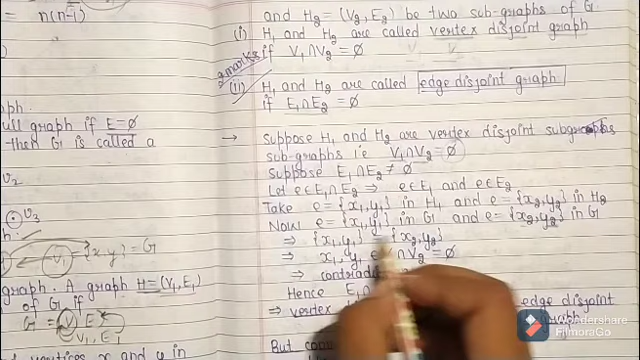 = n(n-1)
aph.
ull graph if E=∅
then G is called a
v₂
v₃
V₁ = {x y} = G
graph. A graph H=(V₁, E₁)
of G if
G = V E
V₁, E₁
vertices x and y in
and H₂ = (V₂, E₂) be two sub-graphs of G.
(i) H₁ and H₂ are called vertex disjoint graph
if V₁∩V₂ = ∅
2marks
(ii) H₁ and H₂ are called edge disjoint graph
if E₁∩E₂ = ∅
→ Suppose H₁ and H₂ are vertex disjoint subgraphs
sub-graphs i.e V₁∩V₂ = ∅
Suppose E₁∩E₂ ≠ ∅
Let e∈E₁∩E₂ ⇒ e∈E₁ and e∈E₂
Take e = {x₁,y₁} in H₁ and e = {x₂,y₂} in H₂
Now e = {x₁,y₁} in G and e = {x₂,y₂} in G
⇒ {x₁,y₁} {x₂,y₂}
⇒ x₁,y₁ ∩V₂ = ∅
⇒
Hence E₁
⇒ vertex edge disjoint
graph
But
MADE WITH
FilmoraGo